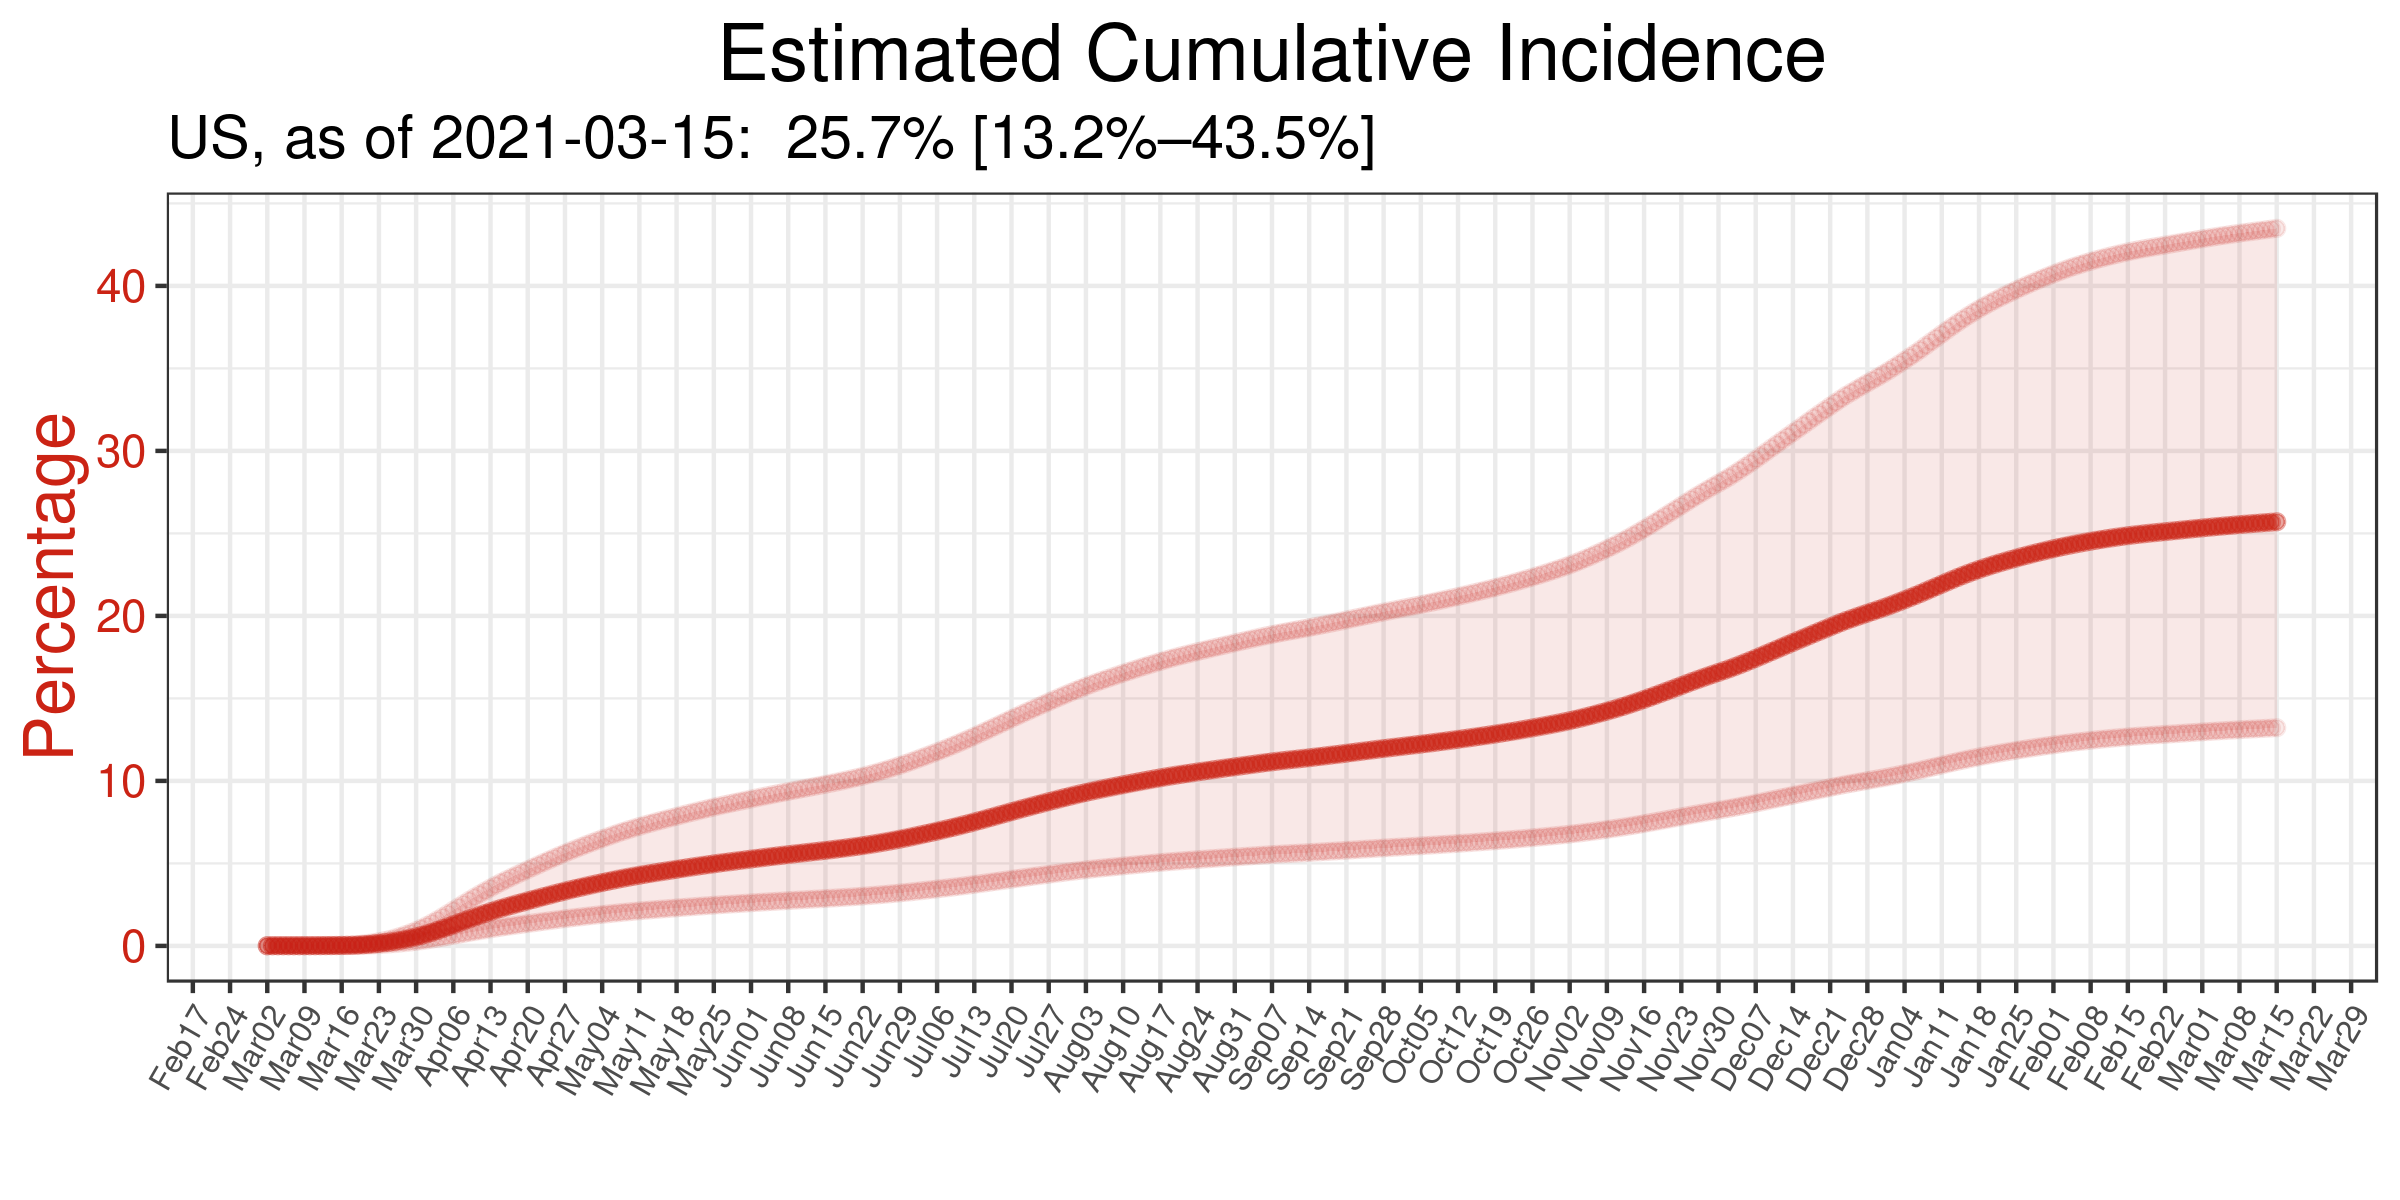 Estimated Cumulative Incidence
US, as of 2021-03-15:  25.7% [13.2%–43.5%]
Percentage
40
30
20
10
0
Feb17
Feb24
Mar02
Mar09
Mar16
Mar23
Mar30
Apr06
Apr13
Apr20
Apr27
May04
May11
May18
May25
Jun01
Jun08
Jun15
Jun22
Jun29
Jul06
Jul13
Jul20
Jul27
Aug03
Aug10
Aug17
Aug24
Aug31
Sep07
Sep14
Sep21
Sep28
Oct05
Oct12
Oct19
Oct26
Nov02
Nov09
Nov16
Nov23
Nov30
Dec07
Dec14
Dec21
Dec28
Jan04
Jan11
Jan18
Jan25
Feb01
Feb08
Feb15
Feb22
Mar01
Mar08
Mar15
Mar22
Mar29